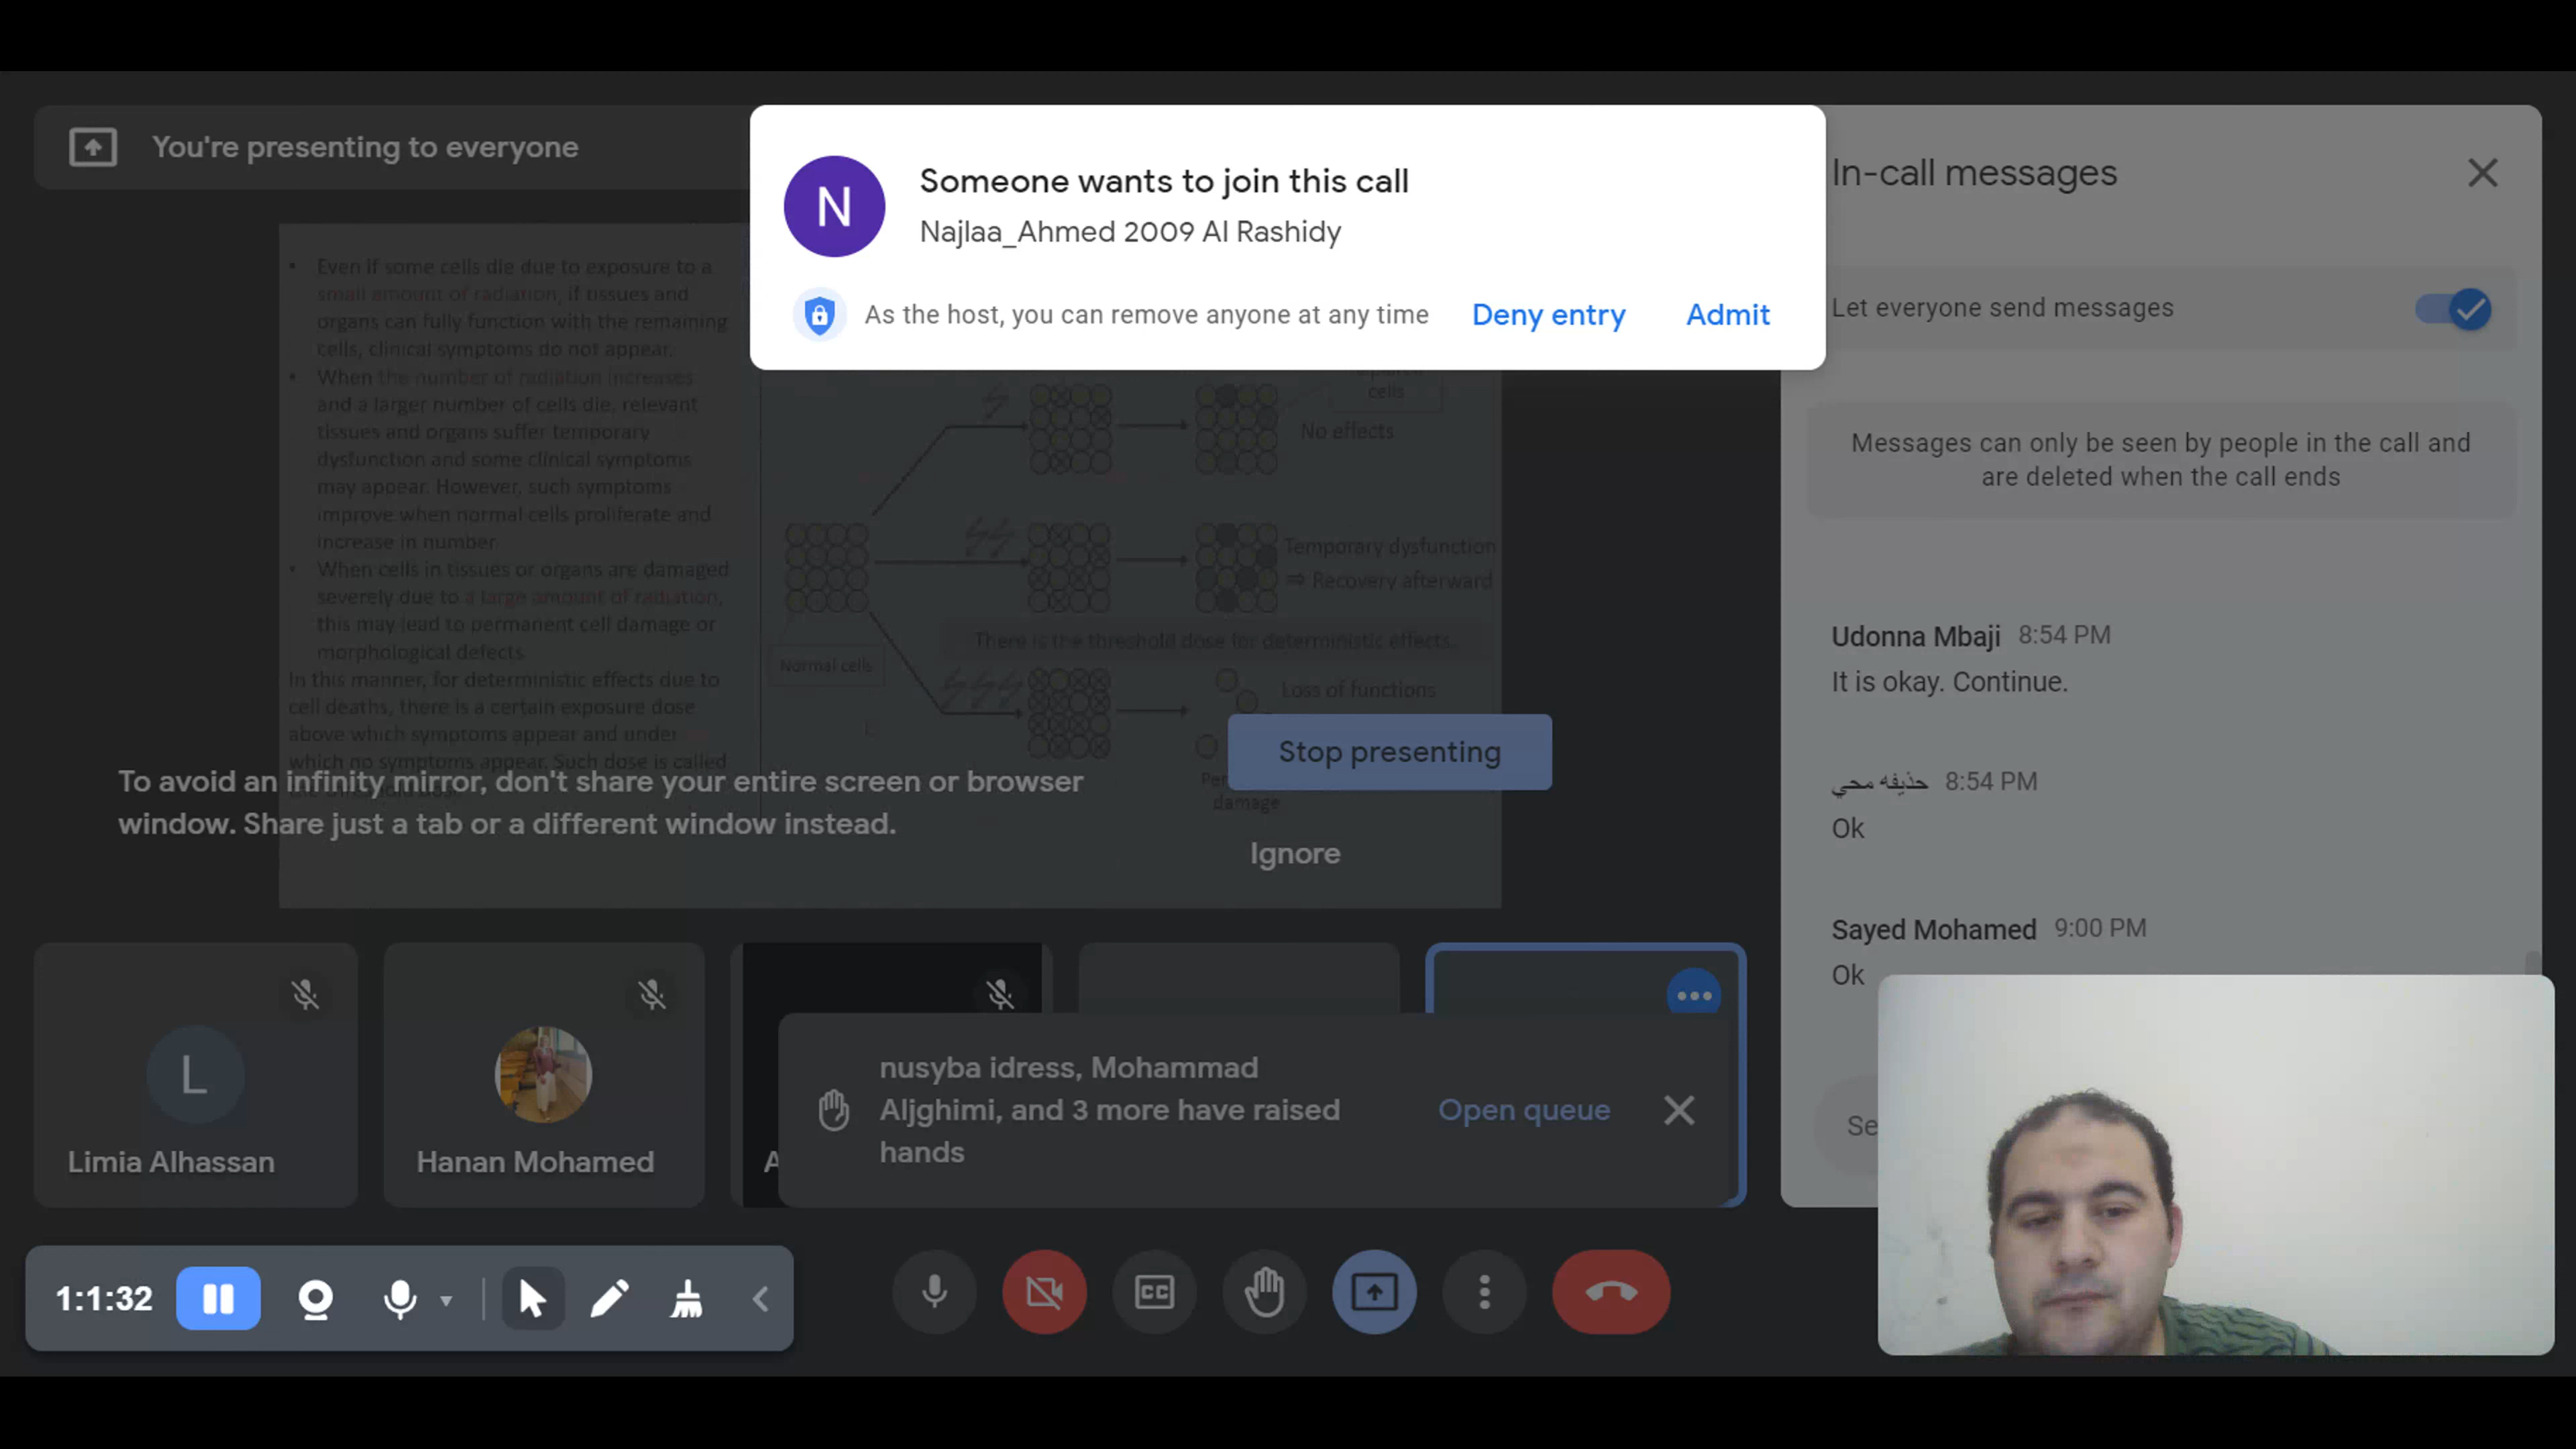 You're presenting to everyone
N
Someone wants to join this call
Najlaa_Ahmed 2009 Al Rashidy
As the host, you can remove anyone at any time
Deny entry
Admit
In-call messages
Let everyone send messages
Messages can only be seen by people in the call and
are deleted when the call ends
Udonna Mbaji 8:54 PM
It is okay. Continue.
حذيفه محي 8:54 PM
Ok
Sayed Mohamed 9:00 PM
Ok
Se
• Even if some cells die due to exposure to a
small amount of radiation, if tissues and
organs can fully function with the remaining
cells, clinical symptoms do not appear.
• When the number of radiation increases
and a larger number of cells die, relevant
tissues and organs suffer temporary
dysfunction and some clinical symptoms
may appear. However, such symptoms
improve when normal cells proliferate and
increase in number.
• When cells in tissues or organs are damaged
severely due to a large amount of radiation,
this may lead to permanent cell damage or
morphological defects.
In this manner, for deterministic effects due to
cell deaths, there is a certain exposure dose
above which symptoms appear and under
which no symptoms appear. Such dose is called
cells
No effects
Temporary dysfunction
⇒ Recovery afterward
There is the threshold dose for deterministic effects.
Normal cells
Loss of functions
damage
To avoid an infinity mirror, don't share your entire screen or browser
window. Share just a tab or a different window instead.
Stop presenting
Ignore
L
Limia Alhassan
Hanan Mohamed
A
nusyba idress, Mohammad
Aljghimi, and 3 more have raised
hands
Open queue
1:1:32
CC